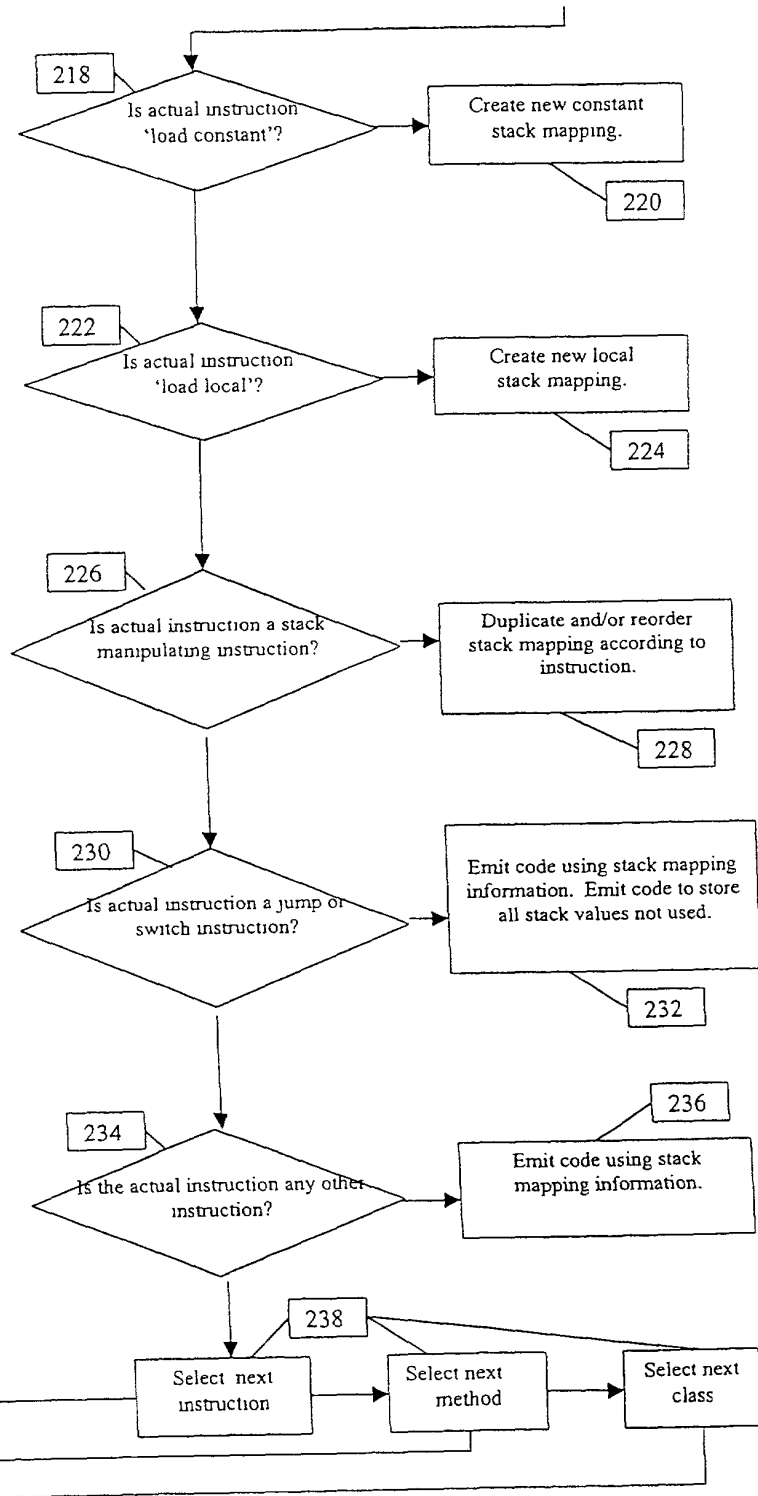 218
Is actual instruction
‘load constant’?
Create new constant
stack mapping.
220
222
Is actual instruction
‘load local’?
Create new local
stack mapping.
224
226
Is actual instruction a stack
manipulating instruction?
Duplicate and/or reorder
stack mapping according to
instruction.
228
230
Is actual instruction a jump or
switch instruction?
Emit code using stack mapping
information. Emit code to store
all stack values not used.
232
234
Is the actual instruction any other
instruction?
236
Emit code using stack
mapping information.
238
Select next
instruction
Select next
method
Select next
class